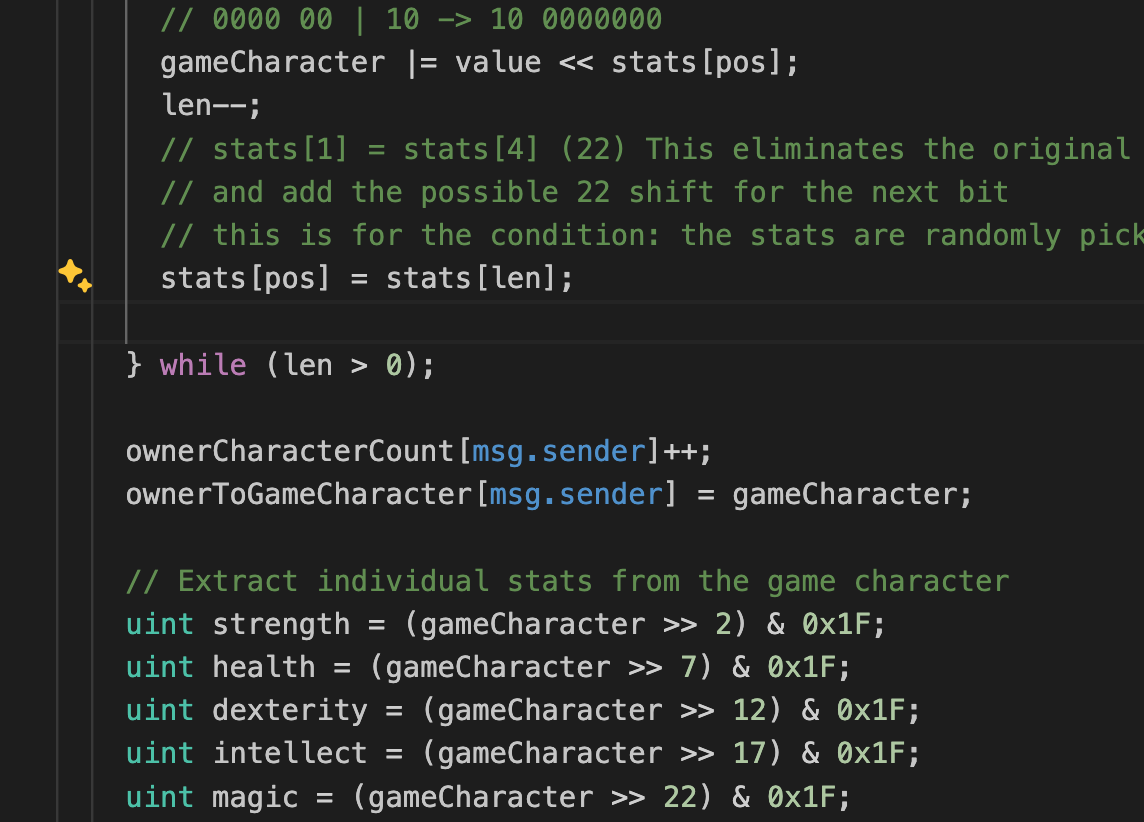 // 0000 00 | 10 -> 10 0000000
gameCharacter |= value << stats[pos];
len--;
// stats[1] = stats[4] (22) This eliminates the original
// and add the possible 22 shift for the next bit
// this is for the condition: the stats are randomly pick
stats[pos] = stats[len];
} while (len > 0);
ownerCharacterCount[msg.sender]++;
ownerToGameCharacter[msg.sender] = gameCharacter;
// Extract individual stats from the game character
uint strength = (gameCharacter >> 2) & 0x1F;
uint health = (gameCharacter >> 7) & 0x1F;
uint dexterity = (gameCharacter >> 12) & 0x1F;
uint intellect = (gameCharacter >> 17) & 0x1F;
uint magic = (gameCharacter >> 22) & 0x1F;